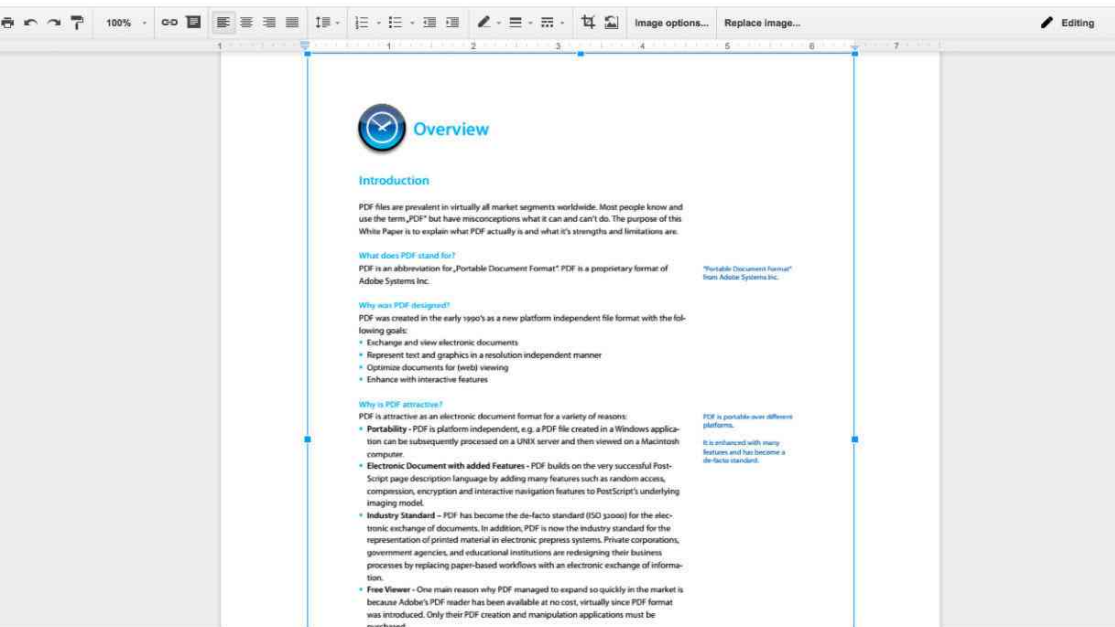 100%
Image options...
Replace image...
Editing
1 1 2 3 4 5 6 7
Overview
Introduction
PDF files are prevalent in virtually all market segments worldwide. Most people know and
use the term „PDF" but have misconceptions what it can and can't do. The purpose of this
White Paper is to explain what PDF actually is and what it's strengths and limitations are.
What does PDF stand for?
PDF is an abbreviation for „Portable Document Format". PDF is a proprietary format of
Adobe Systems Inc.
"Portable Document Format"
from Adobe Systems Inc.
Why was PDF designed?
PDF was created in the early 1990's as a new platform independent file format with the fol-
lowing goals:
• Exchange and view electronic documents
• Represent text and graphics in a resolution independent manner
• Optimize documents for (web) viewing
• Enhance with interactive features
Why is PDF attractive?
PDF is attractive as an electronic document format for a variety of reasons:
• Portability - PDF is platform independent, e.g. a PDF file created in a Windows applica-
tion can be subsequently processed on a UNIX server and then viewed on a Macintosh
computer.
PDF is portable over different
platforms.
It is enhanced with many
features and has become a
de-facto standard.
• Electronic Document with added Features - PDF builds on the very successful Post-
Script page description language by adding many features such as random access,
compression, encryption and interactive navigation features to PostScript's underlying
imaging model.
• Industry Standard – PDF has become the de-facto standard (ISO 32000) for the elec-
tronic exchange of documents. In addition, PDF is now the industry standard for the
representation of printed material in electronic prepress systems. Private corporations,
government agencies, and educational institutions are redesigning their business
processes by replacing paper-based workflows with an electronic exchange of informa-
tion.
• Free Viewer - One main reason why PDF managed to expand so quickly in the market is
because Adobe's PDF reader has been available at no cost, virtually since PDF format
was introduced. Only their PDF creation and manipulation applications must be
purchased.